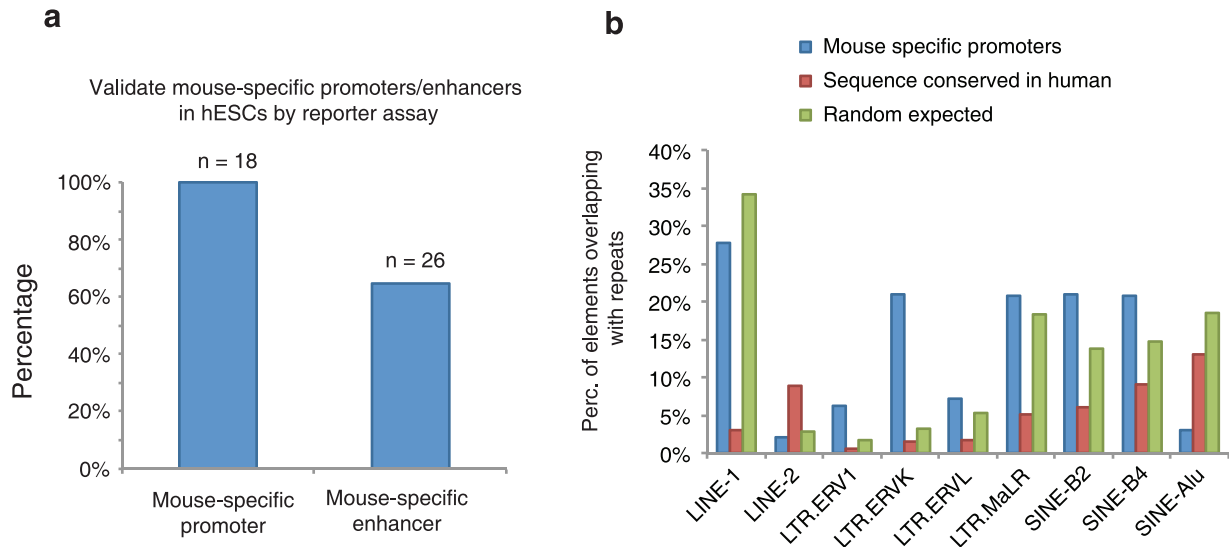 a
Validate mouse-specific promoters/enhancers
in hESCs by reporter assay
Percentage
100%
80%
60%
40%
20%
0%
n = 18
n = 26
Mouse-specific
promoter
Mouse-specific
enhancer
b
Mouse specific promoters
Sequence conserved in human
Random expected
Perc. of elements overlapping
with repeats
40%
35%
30%
25%
20%
15%
10%
5%
0%
LINE-1
LINE-2
LTR.ERV1
LTR.ERVK
LTR.ERVL
LTR.MaLR
SINE-B2
SINE-B4
SINE-Alu